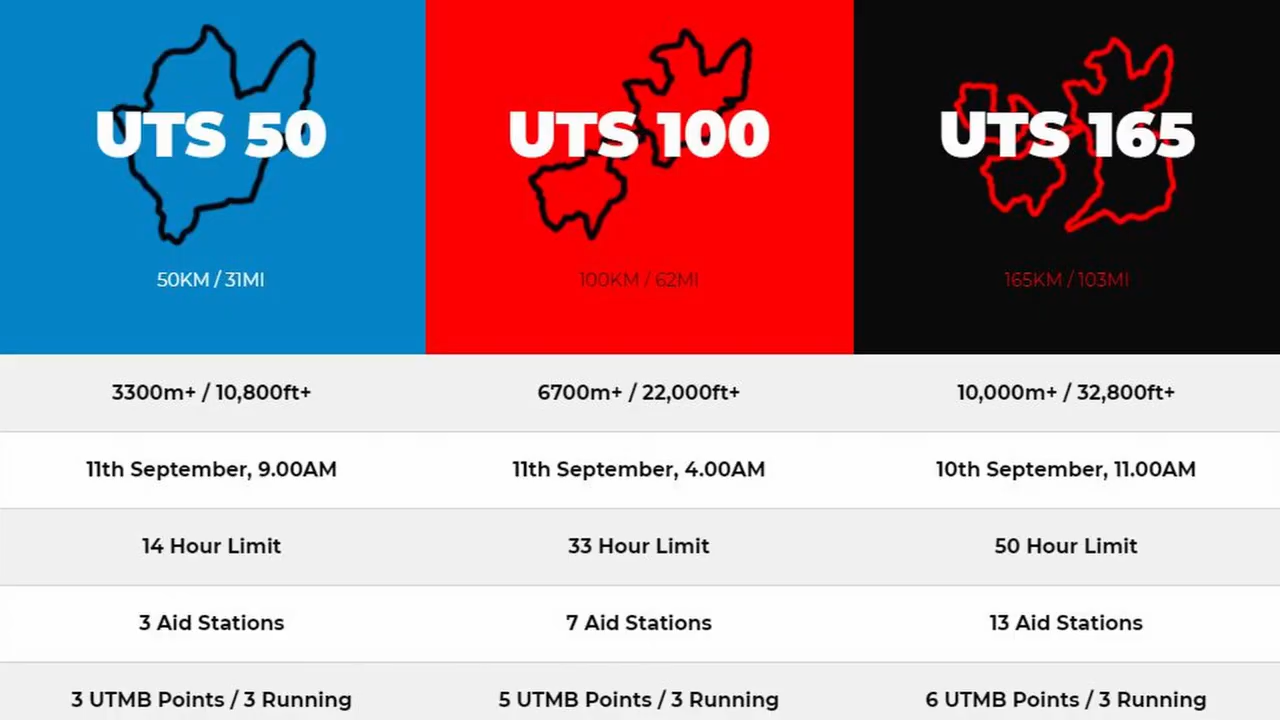 UTS 50
UTS 100
UTS 165
50KM / 31MI
100KM / 62MI
165KM / 103MI
3300m+ / 10,800ft+
6700m+ / 22,000ft+
10,000m+ / 32,800ft+
11th September, 9.00AM
11th September, 4.00AM
10th September, 11.00AM
14 Hour Limit
33 Hour Limit
50 Hour Limit
3 Aid Stations
7 Aid Stations
13 Aid Stations
3 UTMB Points / 3 Running
5 UTMB Points / 3 Running
6 UTMB Points / 3 Running